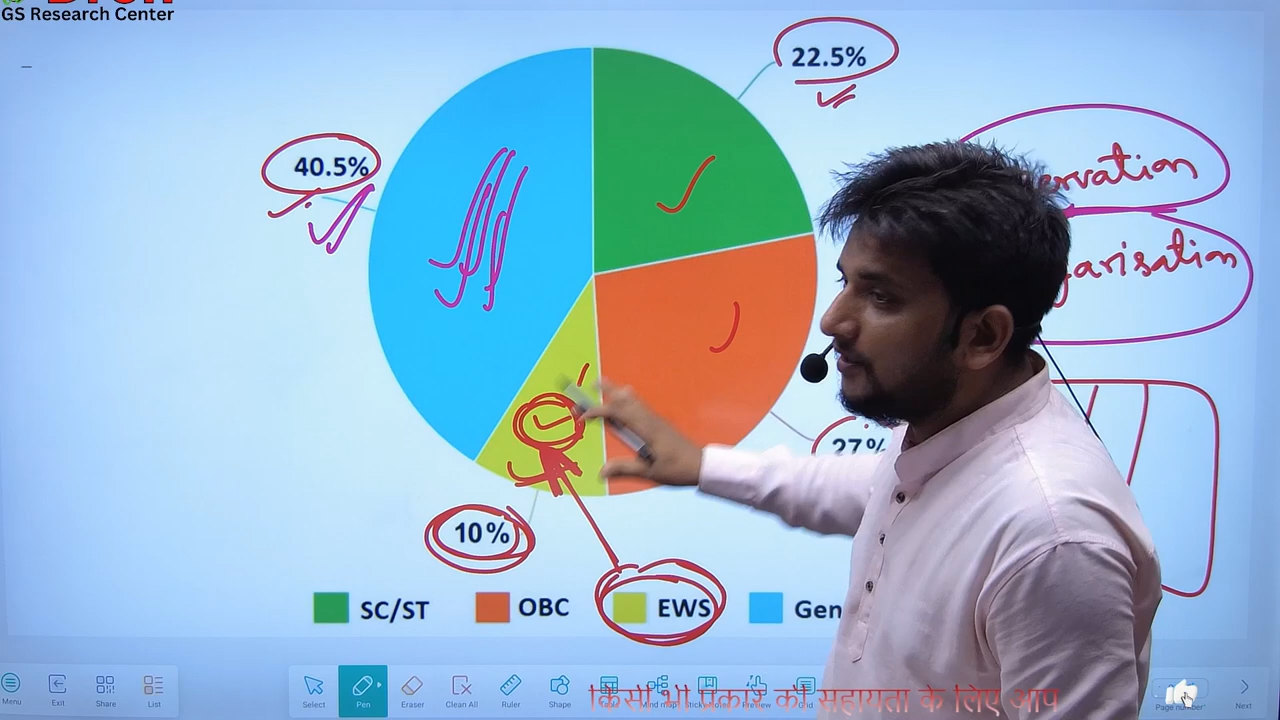 GS Research Center
22.5%
40.5%
27%
10%
SC/ST
OBC
EWS
Gen
Menu
Exit
Share
List
Select
Pen
Eraser
Clean All
Ruler
Shape
Preview
Next
किसी भी प्रकार की सहायता के लिए आप